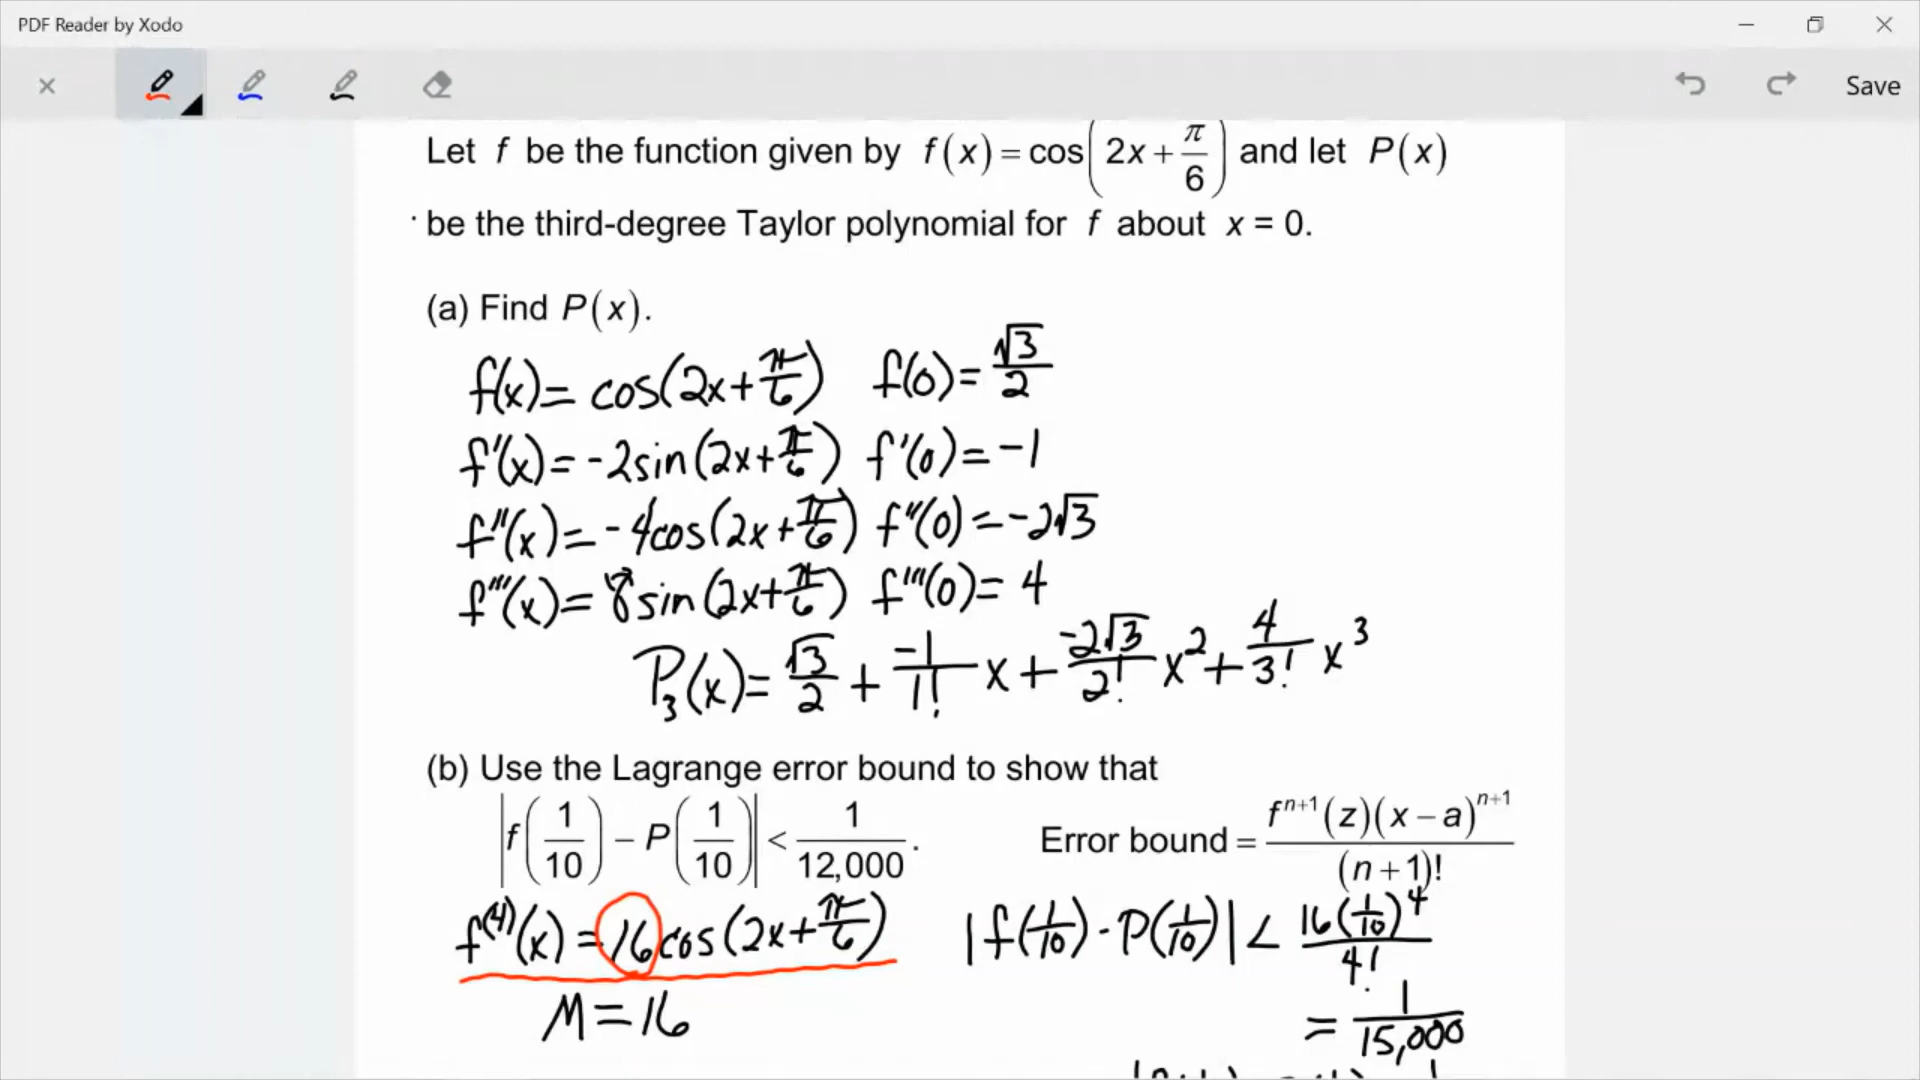 PDF Reader by Xodo
Save
Let f be the function given by f(x) = cos(2x + π/6) and let P(x)
be the third-degree Taylor polynomial for f about x = 0.
(a) Find P(x).
f(x) = cos(2x + π/6) f(0) = √3/2
f'(x) = -2sin(2x + π/6) f'(0) = -1
f''(x) = -4cos(2x + π/6) f''(0) = -2√3
f'''(x) = 8sin(2x + π/6) f'''(0) = 4
P₃(x) = √3/2 + -1/1! x + -2√3/2! x² + 4/3! x³
(b) Use the Lagrange error bound to show that
|f(1/10) − P(1/10)| < 1/12,000. Error bound = fⁿ⁺¹(z)(x − a)ⁿ⁺¹/(n + 1)!
f⁽⁴⁾(x) = 16cos(2x + π/6) |f(1/10) - P(1/10)| < 16(1/10)⁴/4!
M = 16 = 1/15,000